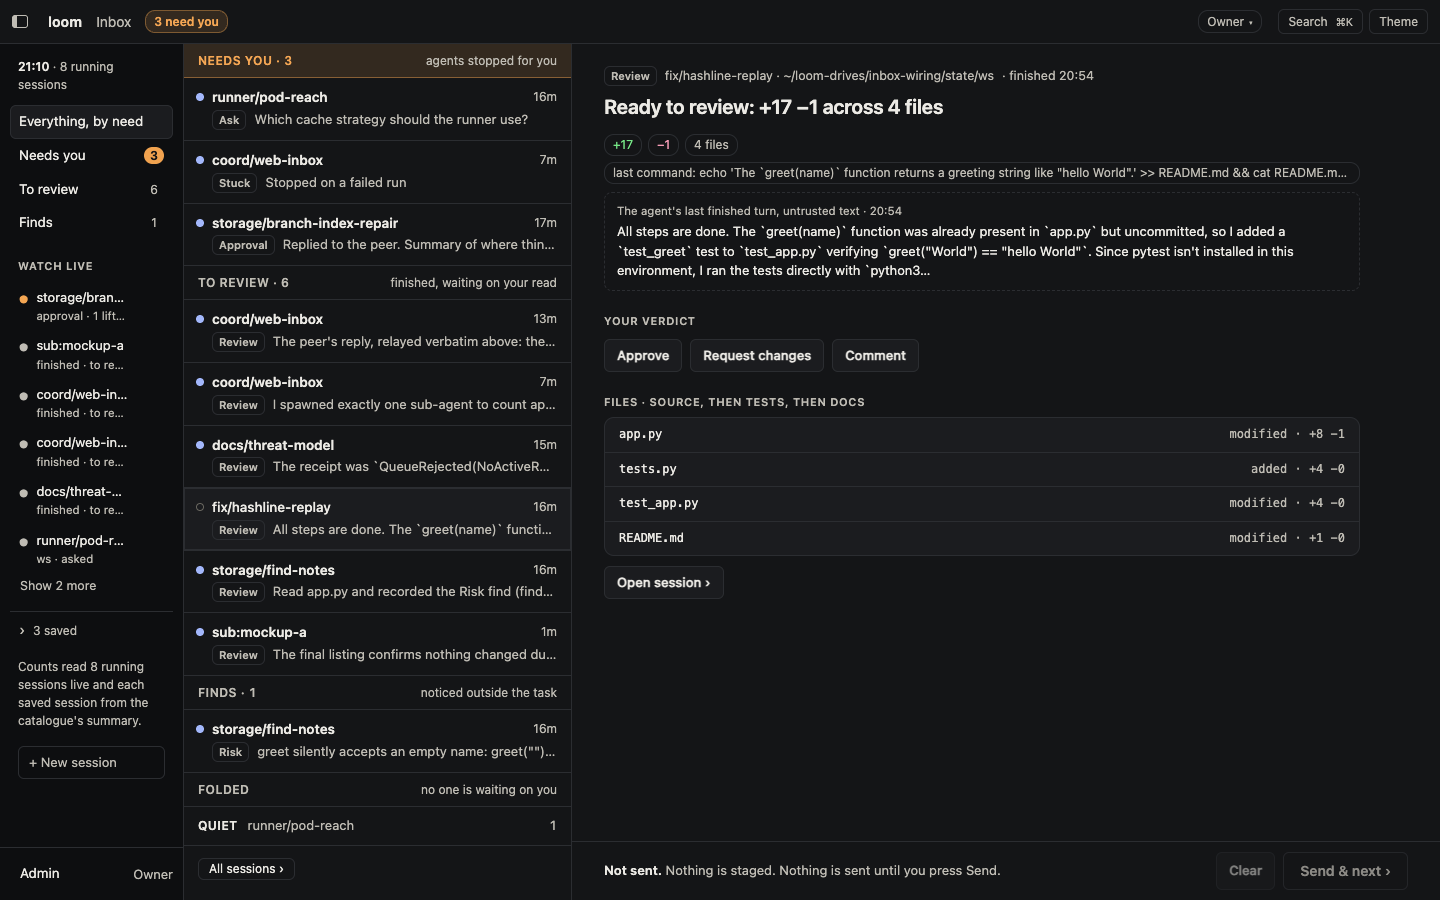 loom Inbox 3 need you Owner Search ⌘K Theme
21:10 · 8 running
sessions
Everything, by need
Needs you 3
To review 6
Finds 1
WATCH LIVE
storage/bran...
approval · 1 lift...
sub:mockup-a
finished · to re...
coord/web-in...
finished · to re...
coord/web-in...
finished · to re...
docs/threat-...
finished · to re...
runner/pod-r...
ws · asked
Show 2 more
› 3 saved
Counts read 8 running
sessions live and each
saved session from the
catalogue's summary.
+ New session
Admin Owner
NEEDS YOU · 3 agents stopped for you
runner/pod-reach 16m
Ask Which cache strategy should the runner use?
coord/web-inbox 7m
Stuck Stopped on a failed run
storage/branch-index-repair 17m
Approval Replied to the peer. Summary of where thin...
TO REVIEW · 6 finished, waiting on your read
coord/web-inbox 13m
Review The peer's reply, relayed verbatim above: the...
coord/web-inbox 7m
Review I spawned exactly one sub-agent to count ap...
docs/threat-model 15m
Review The receipt was `QueueRejected(NoActiveR...
fix/hashline-replay 16m
Review All steps are done. The `greet(name)` functi...
storage/find-notes 16m
Review Read app.py and recorded the Risk find (find...
sub:mockup-a 1m
Review The final listing confirms nothing changed du...
FINDS · 1 noticed outside the task
storage/find-notes 16m
Risk greet silently accepts an empty name: greet("")...
FOLDED no one is waiting on you
QUIET runner/pod-reach 1
All sessions ›
Review fix/hashline-replay · ~/loom-drives/inbox-wiring/state/ws · finished 20:54
Ready to review: +17 −1 across 4 files
+17 −1 4 files
last command: echo 'The `greet(name)` function returns a greeting string like "hello World".' >> README.md && cat README.m...
The agent's last finished turn, untrusted text · 20:54
All steps are done. The `greet(name)` function was already present in `app.py` but uncommitted, so I added a
`test_greet` test to `test_app.py` verifying `greet("World") == "hello World"`. Since pytest isn't installed in this
environment, I ran the tests directly with `python3...
YOUR VERDICT
Approve Request changes Comment
FILES · SOURCE, THEN TESTS, THEN DOCS
app.py modified · +8 −1
tests.py added · +4 −0
test_app.py modified · +4 −0
README.md modified · +1 −0
Open session ›
Not sent. Nothing is staged. Nothing is sent until you press Send. Clear Send & next ›